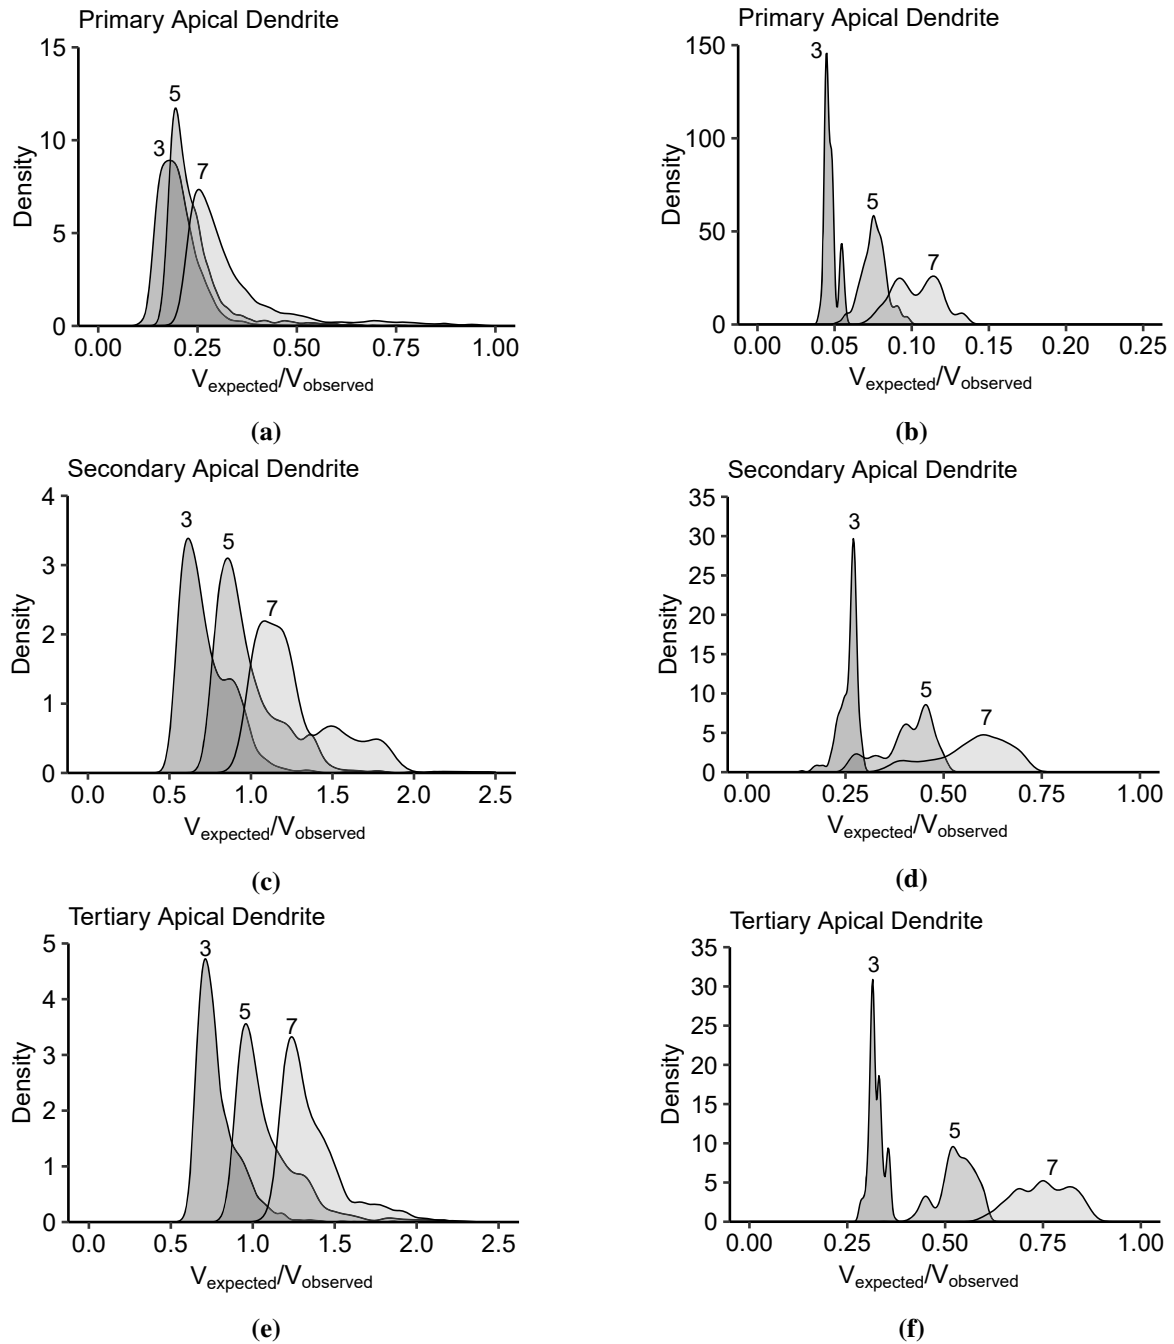 Primary Apical Dendrite
15
10
5
0
Density
3
5
7
0.00 0.25 0.50 0.75 1.00
Vexpected/Vobserved
(a)
Primary Apical Dendrite
150
100
50
0
Density
3
5
7
0.00 0.05 0.10 0.15 0.20 0.25
Vexpected/Vobserved
(b)
Secondary Apical Dendrite
4
3
2
1
0
Density
3
5
7
0.0 0.5 1.0 1.5 2.0 2.5
Vexpected/Vobserved
(c)
Secondary Apical Dendrite
35
30
25
20
15
10
5
0
Density
3
5
7
0.00 0.25 0.50 0.75 1.00
Vexpected/Vobserved
(d)
Tertiary Apical Dendrite
5
4
3
2
1
0
Density
3
5
7
0.0 0.5 1.0 1.5 2.0 2.5
Vexpected/Vobserved
(e)
Tertiary Apical Dendrite
35
30
25
20
15
10
5
0
Density
3
5
7
0.00 0.25 0.50 0.75 1.00
Vexpected/Vobserved
(f)